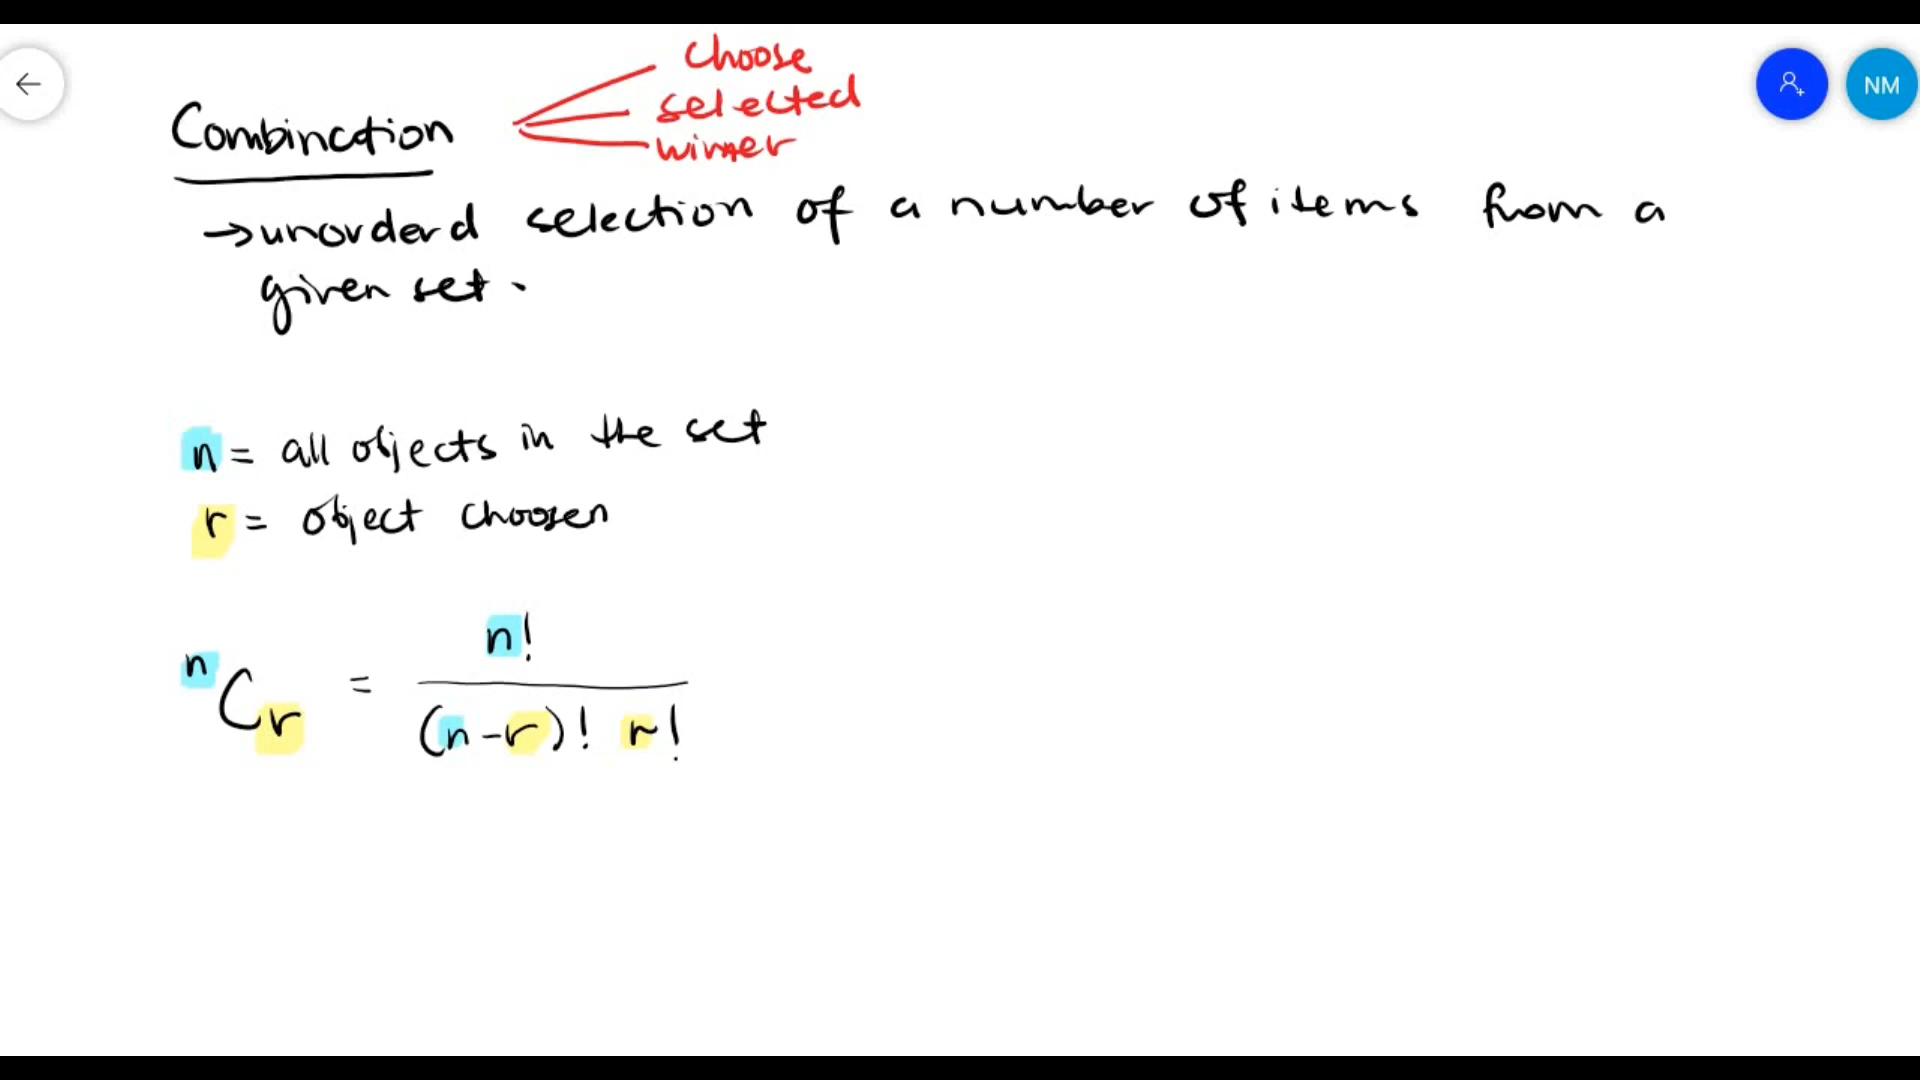 choose
selected
winner
NM
Combination
→unorderd selection of a number of items from a
given set.
n = all objects in the set
r = object choosen
nCr = n!
(n-r)! r!